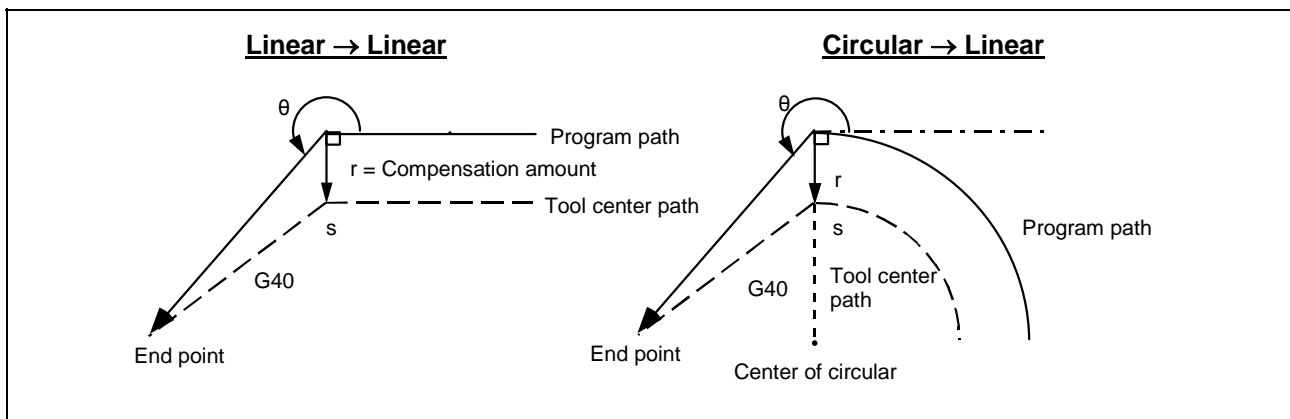 Linear → Linear
θ
Program path
r = Compensation amount
Tool center path
s
G40
End point
Circular → Linear
θ
r
Program path
s
G40
Tool center
path
End point
Center of circular